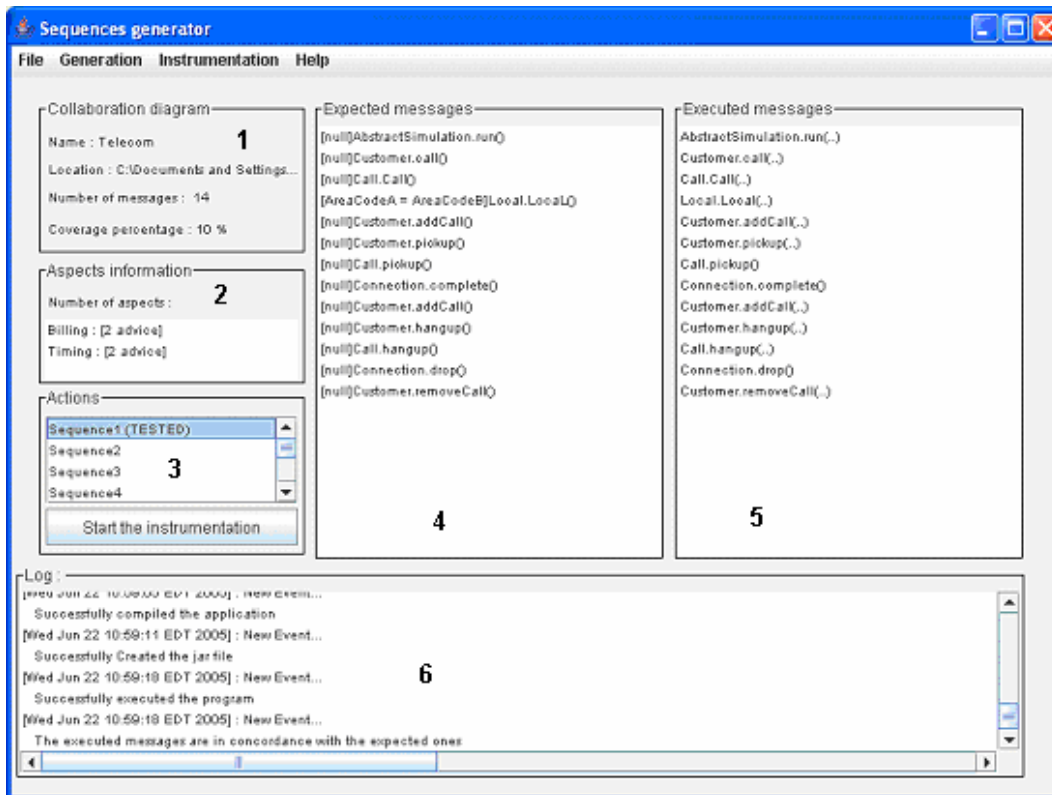 Sequences generator
File Generation Instrumentation Help
Collaboration diagram
1
Name : Telecom
Location : C:\Documents and Settings...
Number of messages : 14
Coverage percentage : 10 %
Aspects information
2
Number of aspects :
Billing : [2 advice]
Timing : [2 advice]
Actions
Sequence1 (TESTED)
Sequence2
Sequence3
Sequence4
3
Start the instrumentation
Expected messages
[null]AbstractSimulation.run()
[null]Customer.call()
[null]Call.Call()
[AreaCodeA = AreaCodeB]Local.LocaL()
[null]Customer.addCall()
[null]Customer.pickup()
[null]Call.pickup()
[null]Connection.complete()
[null]Customer.addCall()
[null]Customer.hangup()
[null]Call.hangup()
[null]Connection.drop()
[null]Customer.removeCall()
4
Executed messages
AbstractSimulation.run(..)
Customer.call(..)
Call.Call(..)
Local.Local(..)
Customer.addCall(..)
Customer.pickup(..)
Call.pickup()
Connection.complete()
Customer.addCall(..)
Customer.hangup(..)
Call.hangup(..)
Connection.drop()
Customer.removeCall(..)
5
Log :
[Wed Jun 22 10:59:05 EDT 2005] : New Event...
Successfully compiled the application
[Wed Jun 22 10:59:11 EDT 2005] : New Event...
Successfully Created the jar file
[Wed Jun 22 10:59:18 EDT 2005] : New Event...
6
Successfully executed the program
[Wed Jun 22 10:59:18 EDT 2005] : New Event...
The executed messages are in concordance with the expected ones